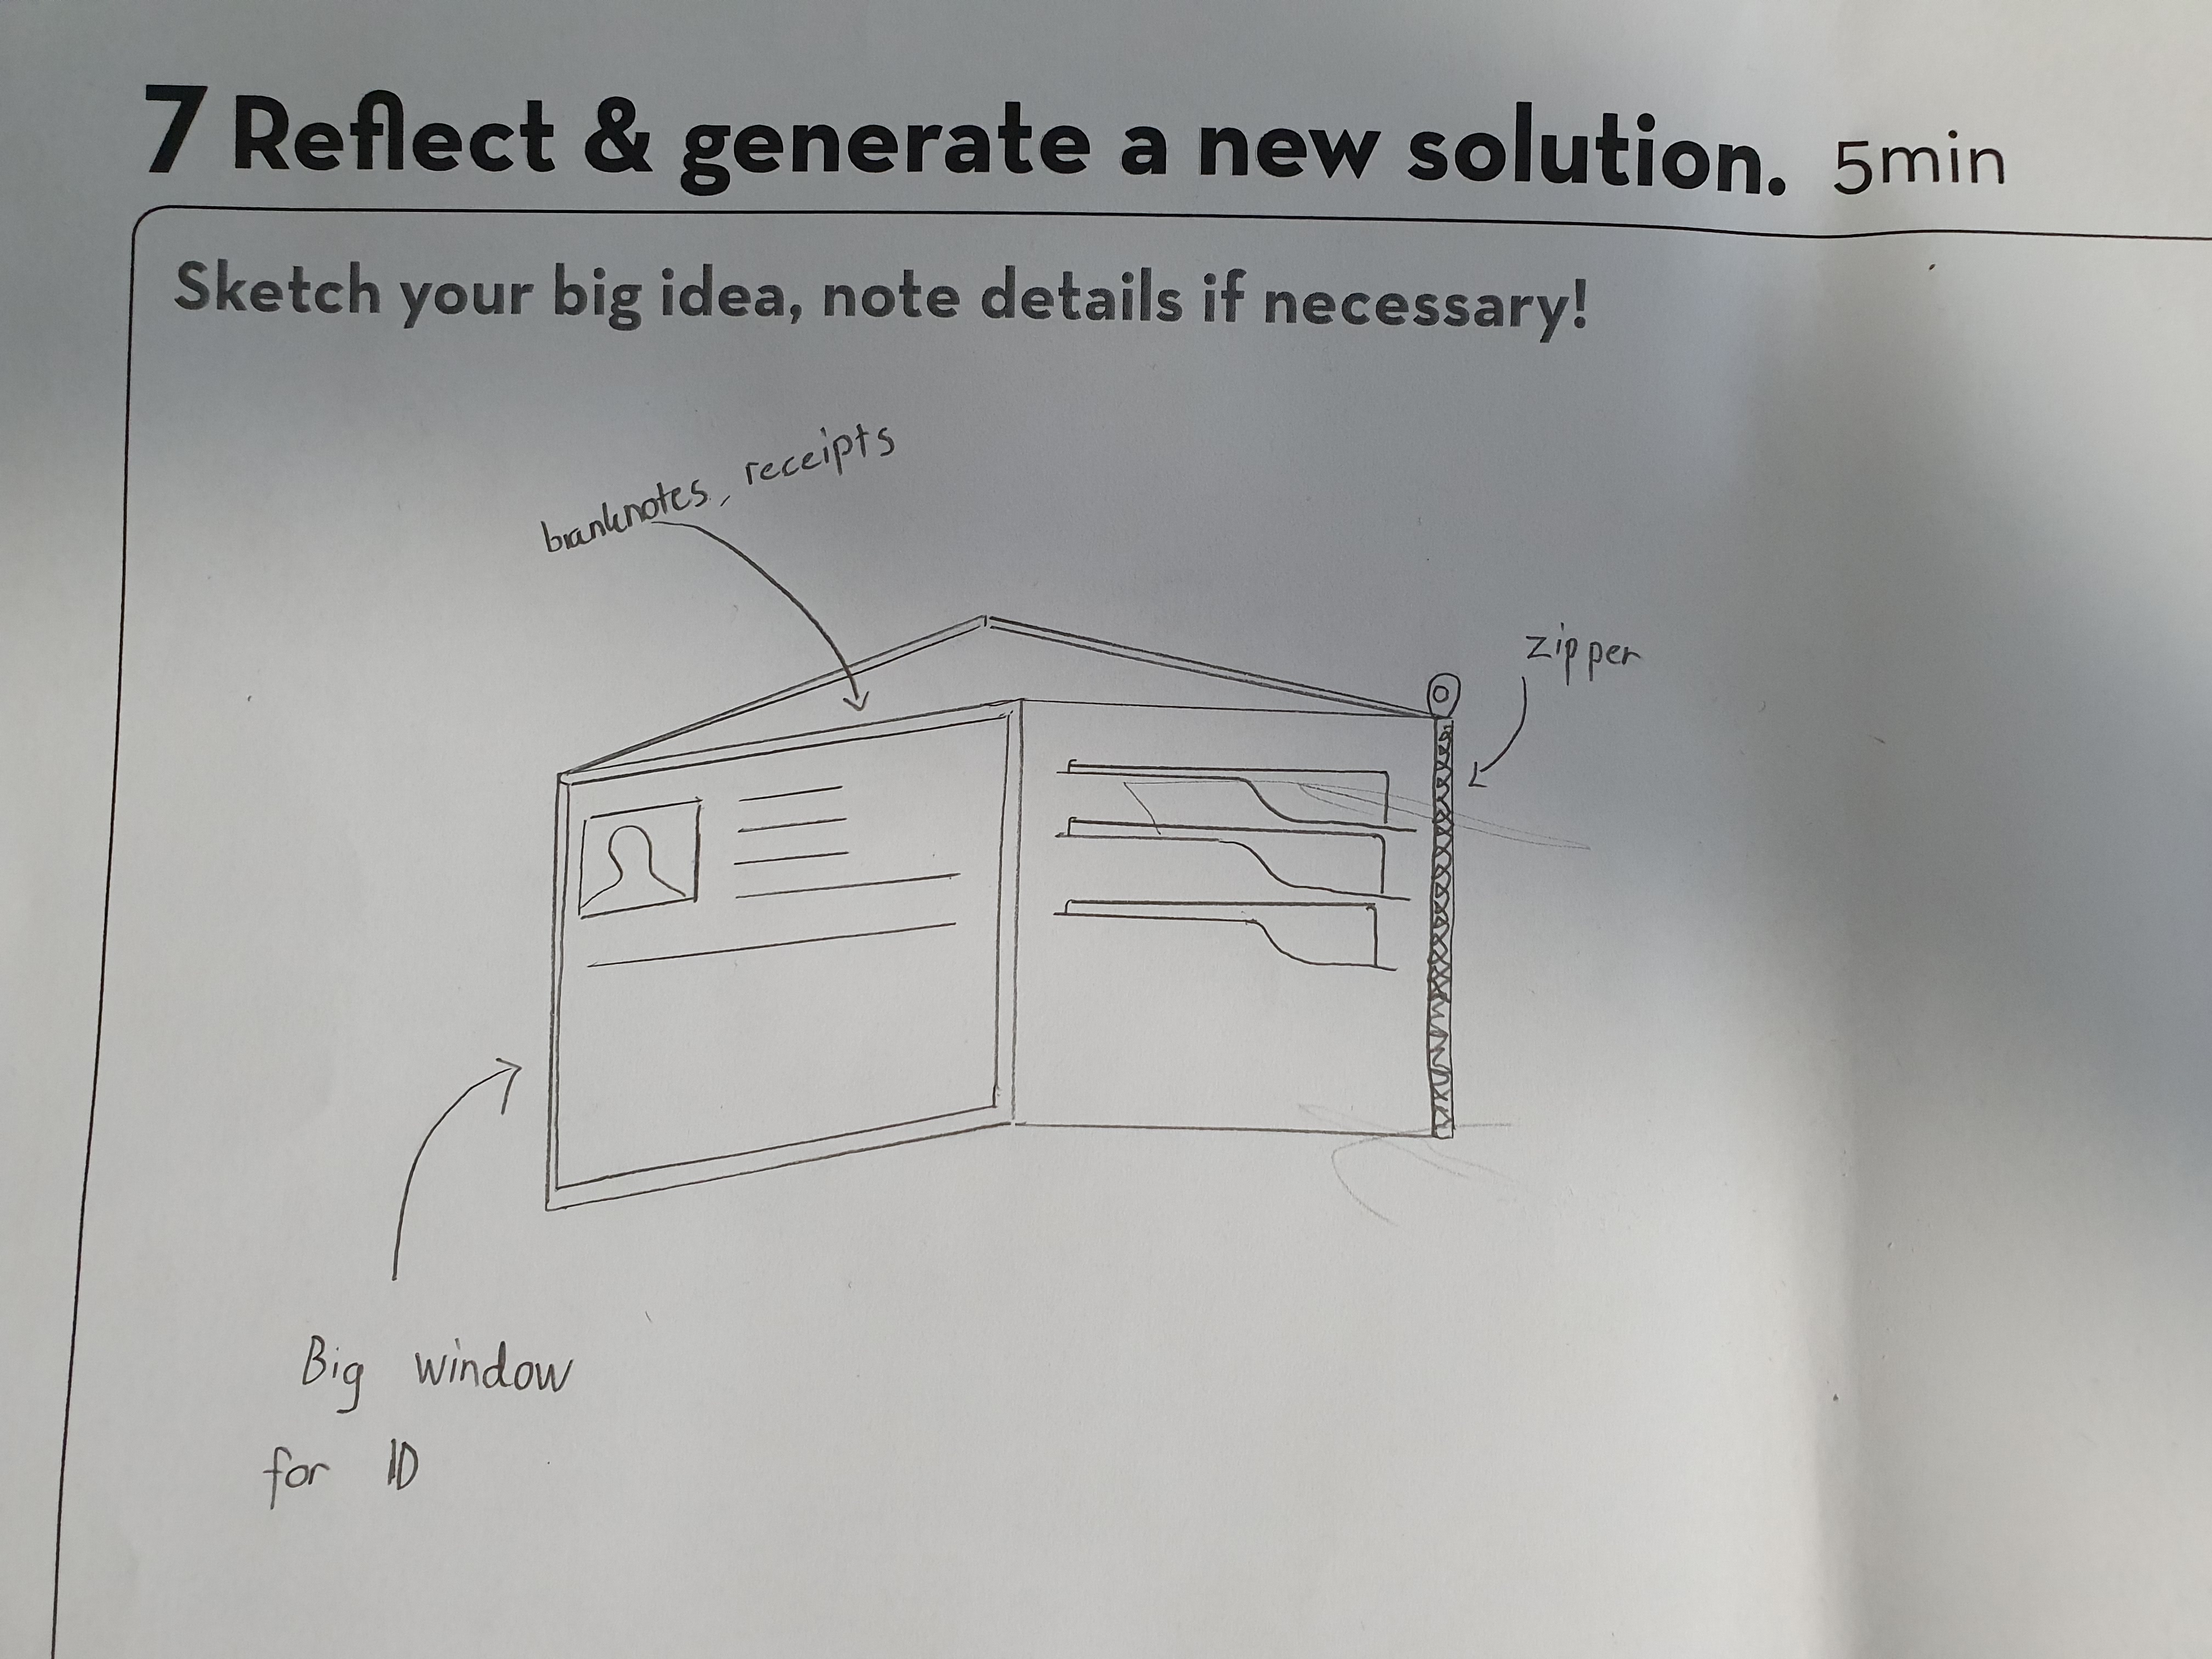 7 Reflect & generate a new solution. 5min
Sketch your big idea, note details if necessary!
banknotes, receipts
zipper
Big window
for ID